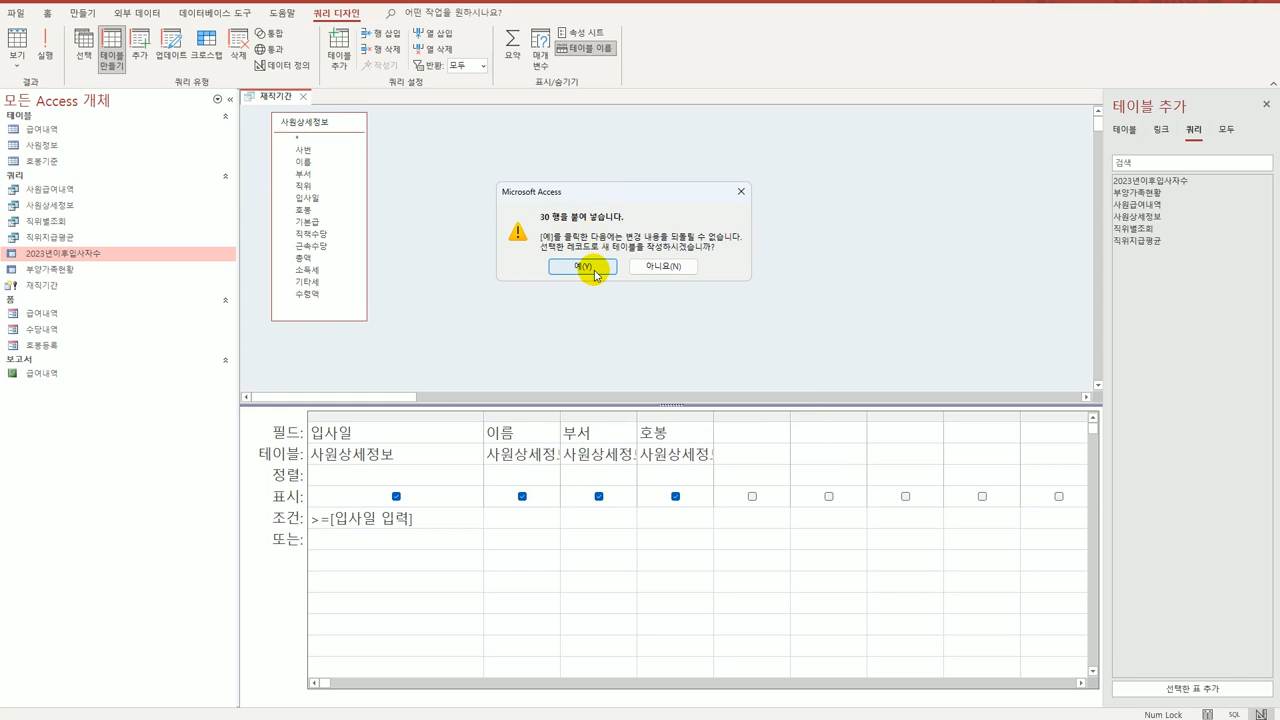 파일 홈 만들기 외부 데이터 데이터베이스 도구 도움말 쿼리 디자인 어떤 작업을 원하시나요?
보기 실행 선택 테이블 만들기 추가 업데이트 크로스탭 삭제
통합
통과
데이터 정의
테이블 추가
행 삽입
행 삭제
작성기
열 삽입
열 삭제
반환: 모두
요약 매개 변수
속성 시트
테이블 이름
결과 쿼리 유형 쿼리 설정 표시/숨기기
모든 Access 개체
테이블
급여내역
사원정보
호봉기준
쿼리
사원급여내역
사원상세정보
직위별조회
직위지급평균
2023년이후입사자수
부양가족현황
재직기간
폼
급여내역
수당내역
호봉등록
보고서
급여내역
재직기간
사원상세정보
*
사번
이름
부서
직위
입사일
호봉
기본급
직책수당
근속수당
총액
소득세
기타세
수령액
Microsoft Access
30 행을 붙여 넣습니다.
[예]를 클릭한 다음에는 변경 내용을 되돌릴 수 없습니다.
선택한 레코드로 새 테이블을 작성하시겠습니까?
예(Y) 아니요(N)
필드: 입사일 이름 부서 호봉
테이블: 사원상세정보 사원상세정보 사원상세정보 사원상세정보
정렬:
표시:
조건: >=[입사일 입력]
또는:
테이블 추가
테이블 링크 쿼리 모두
검색
2023년이후입사자수
부양가족현황
사원급여내역
사원상세정보
직위별조회
직위지급평균
선택한 표 추가
Num Lock SQL